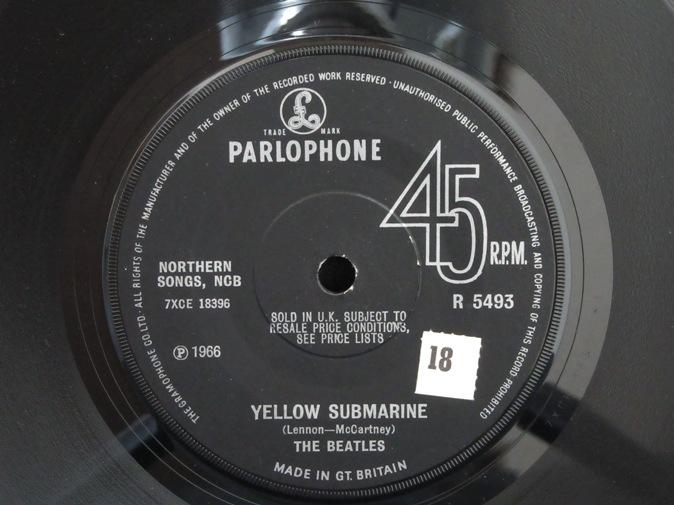 THE GRAMOPHONE CO. LTD. · ALL RIGHTS OF THE MANUFACTURER AND OF THE OWNER OF THE RECORDED WORK RESERVED · UNAUTHORISED PUBLIC PERFORMANCE BROADCASTING AND COPYING OF THIS RECORD PROHIBITED
£
TRADE MARK
PARLOPHONE
45
R.P.M.
NORTHERN
SONGS, NCB
7XCE 18396
R 5493
SOLD IN U.K. SUBJECT TO
RESALE PRICE CONDITIONS,
SEE PRICE LISTS
Ⓟ 1966
18
YELLOW SUBMARINE
(Lennon—McCartney)
THE BEATLES
MADE IN GT. BRITAIN